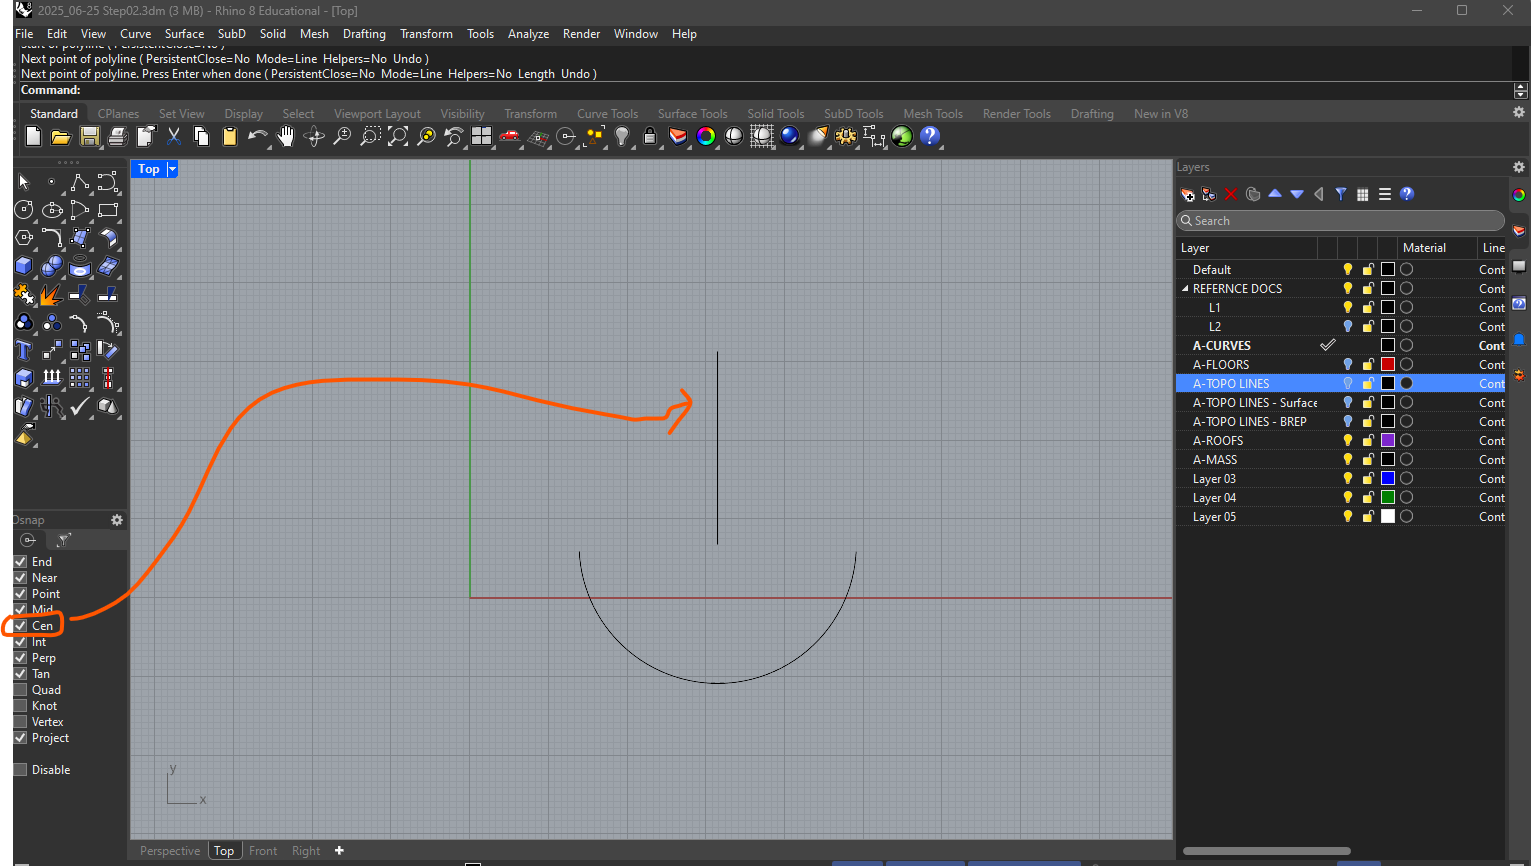 2025_06-25 Step02.3dm (3 MB) - Rhino 8 Educational - [Top]
File Edit View Curve Surface SubD Solid Mesh Drafting Transform Tools Analyze Render Window Help
Start of polyline ( PersistentClose=No )
Next point of polyline ( PersistentClose=No Mode=Line Helpers=No Undo )
Next point of polyline. Press Enter when done ( PersistentClose=No Mode=Line Helpers=No Length Undo )
Command:
Standard CPlanes Set View Display Select Viewport Layout Visibility Transform Curve Tools Surface Tools Solid Tools SubD Tools Mesh Tools Render Tools Drafting New in V8
Top
Layers
Search
Layer Material Line
Default Cont
REFERNCE DOCS Cont
L1 Cont
L2 Cont
A-CURVES Cont
A-FLOORS Cont
A-TOPO LINES Cont
A-TOPO LINES - Surface Cont
A-TOPO LINES - BREP Cont
A-ROOFS Cont
A-MASS Cont
Layer 03 Cont
Layer 04 Cont
Layer 05 Cont
Osnap
End
Near
Point
Mid
Cen
Int
Perp
Tan
Quad
Knot
Vertex
Project
Disable
y
x
Perspective Top Front Right